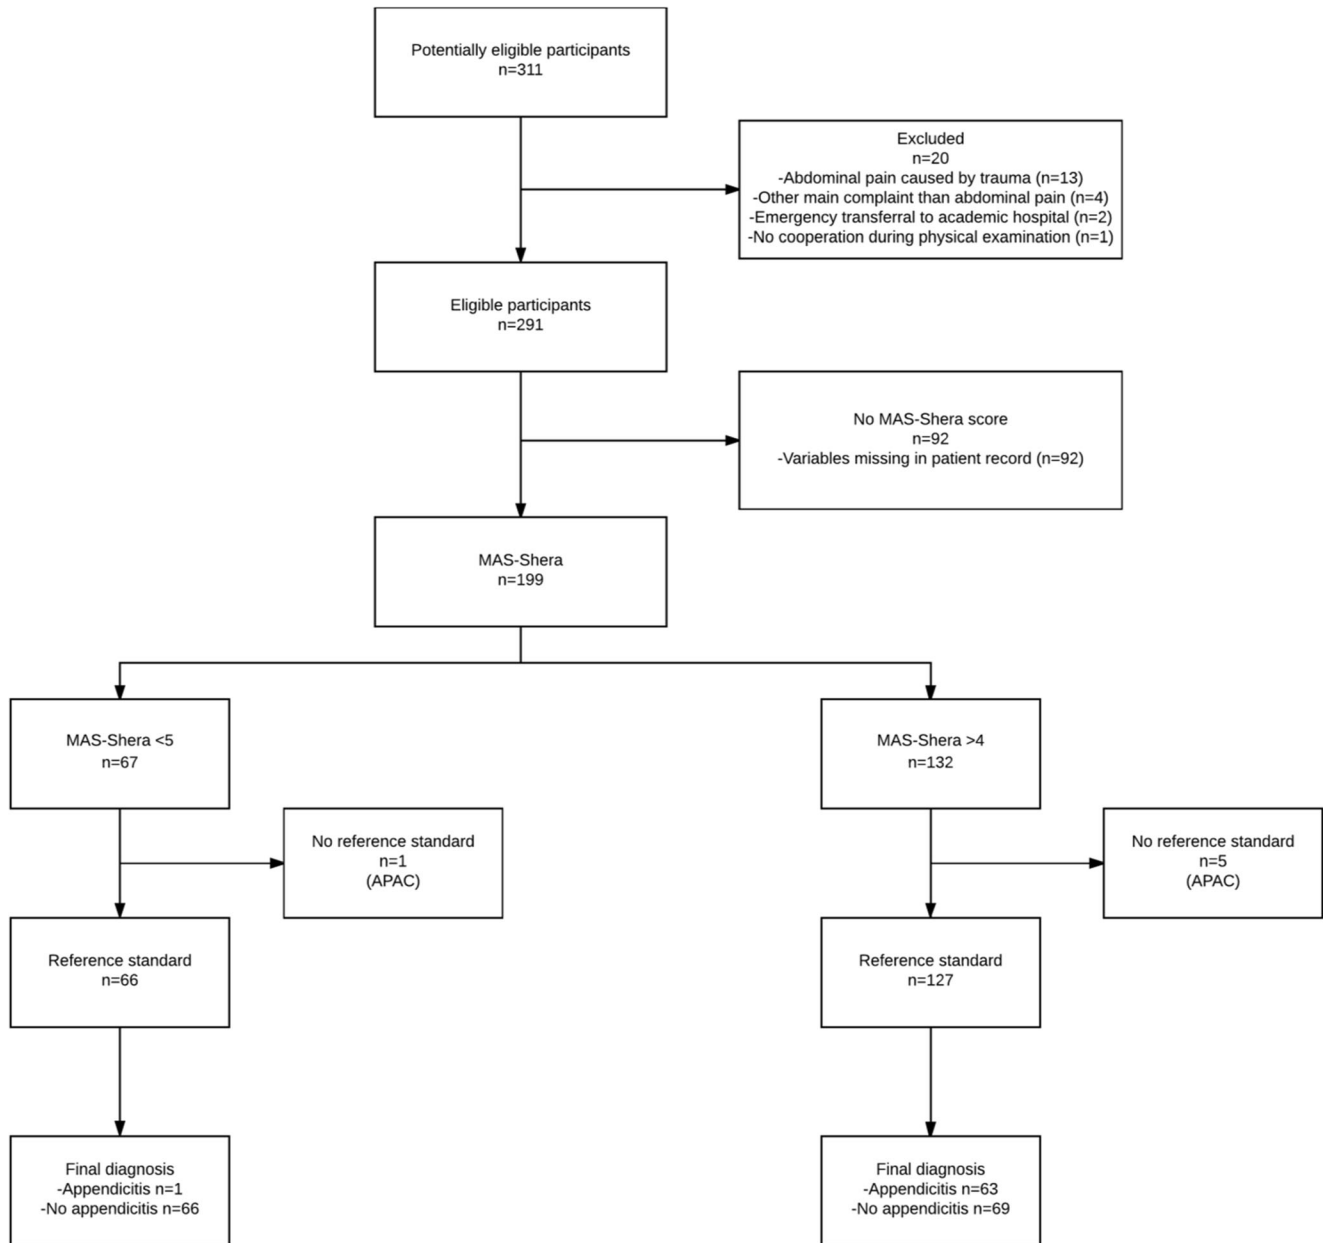 Potentially eligible participants
n=311
Excluded
n=20
-Abdominal pain caused by trauma (n=13)
-Other main complaint than abdominal pain (n=4)
-Emergency transferral to academic hospital (n=2)
-No cooperation during physical examination (n=1)
Eligible participants
n=291
No MAS-Shera score
n=92
-Variables missing in patient record (n=92)
MAS-Shera
n=199
MAS-Shera <5
n=67
MAS-Shera >4
n=132
No reference standard
n=1
(APAC)
No reference standard
n=5
(APAC)
Reference standard
n=66
Reference standard
n=127
Final diagnosis
-Appendicitis n=1
-No appendicitis n=66
Final diagnosis
-Appendicitis n=63
-No appendicitis n=69